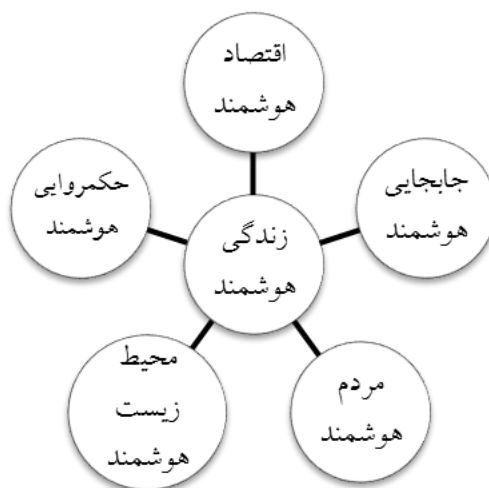 اقتصاد
هوشمند
جابجایی
هوشمند
حکمروایی
هوشمند
زندگی
هوشمند
مردم
هوشمند
محیط
زیست
هوشمند